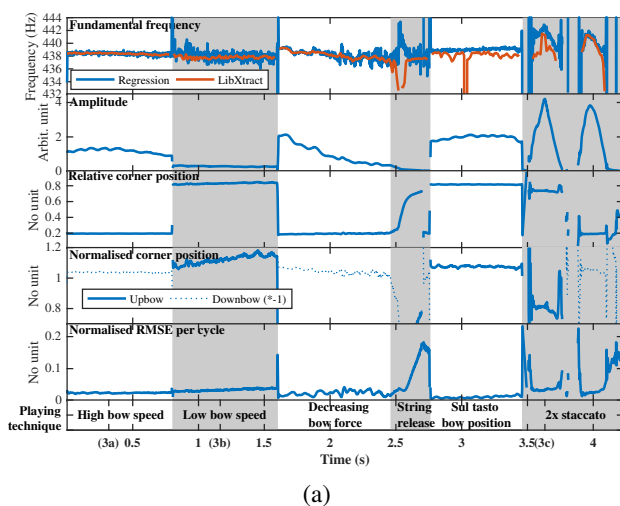 444
Fundamental frequency
442
440
438
436
434
432
Frequency (Hz)
Regression
LibXtract
Amplitude
4
2
0
Arbit. unit
Relative corner position
0.8
0.6
0.4
0.2
No unit
1.2
Normalised corner position
1
0.8
No unit
Upbow
Downbow (*-1)
0.2
Normalised RMSE per cycle
0.1
0
No unit
Playing technique
High bow speed
Low bow speed
Decreasing bow force
String release
Sul tasto bow position
2x staccato
(3a) 0.5 1 (3b) 1.5 2 2.5 3 3.5(3c) 4
Time (s)
(a)